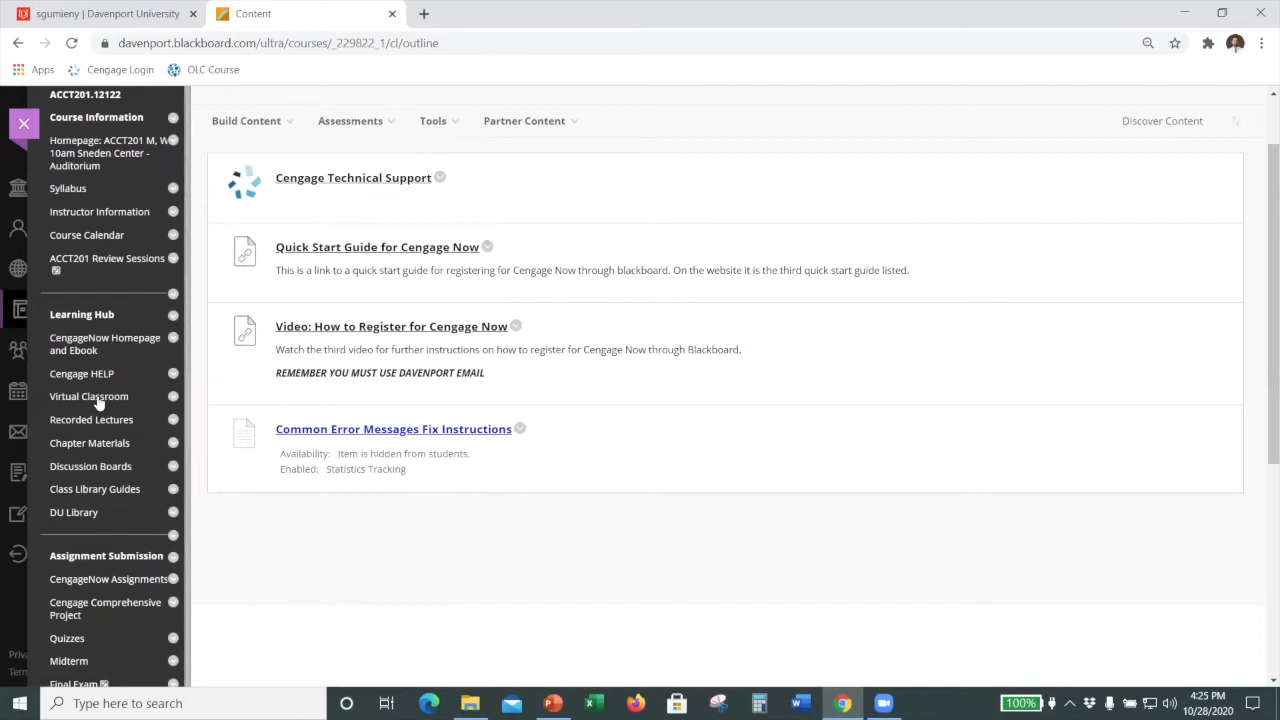 sgumieny | Davenport University
Content
davenport.blackboard.com/ultra/courses/_229822_1/cl/outline
Apps
Cengage Login
OLC Course
ACCT201.12122
Course Information
Homepage: ACCT201 M, W
10am Sneden Center -
Auditorium
Syllabus
Instructor Information
Course Calendar
ACCT201 Review Sessions
Learning Hub
CengageNow Homepage
and Ebook
Cengage HELP
Virtual Classroom
Recorded Lectures
Chapter Materials
Discussion Boards
Class Library Guides
DU Library
Assignment Submission
CengageNow Assignments
Cengage Comprehensive
Project
Quizzes
Midterm
Final Exam
Priva
Term
Build Content
Assessments
Tools
Partner Content
Discover Content
Cengage Technical Support
Quick Start Guide for Cengage Now
This is a link to a quick start guide for registering for Cengage Now through blackboard. On the website it is the third quick start guide listed.
Video: How to Register for Cengage Now
Watch the third video for further instructions on how to register for Cengage Now through Blackboard.
REMEMBER YOU MUST USE DAVENPORT EMAIL
Common Error Messages Fix Instructions
Availability: Item is hidden from students.
Enabled: Statistics Tracking
Type here to search
100%
4:25 PM
10/28/2020